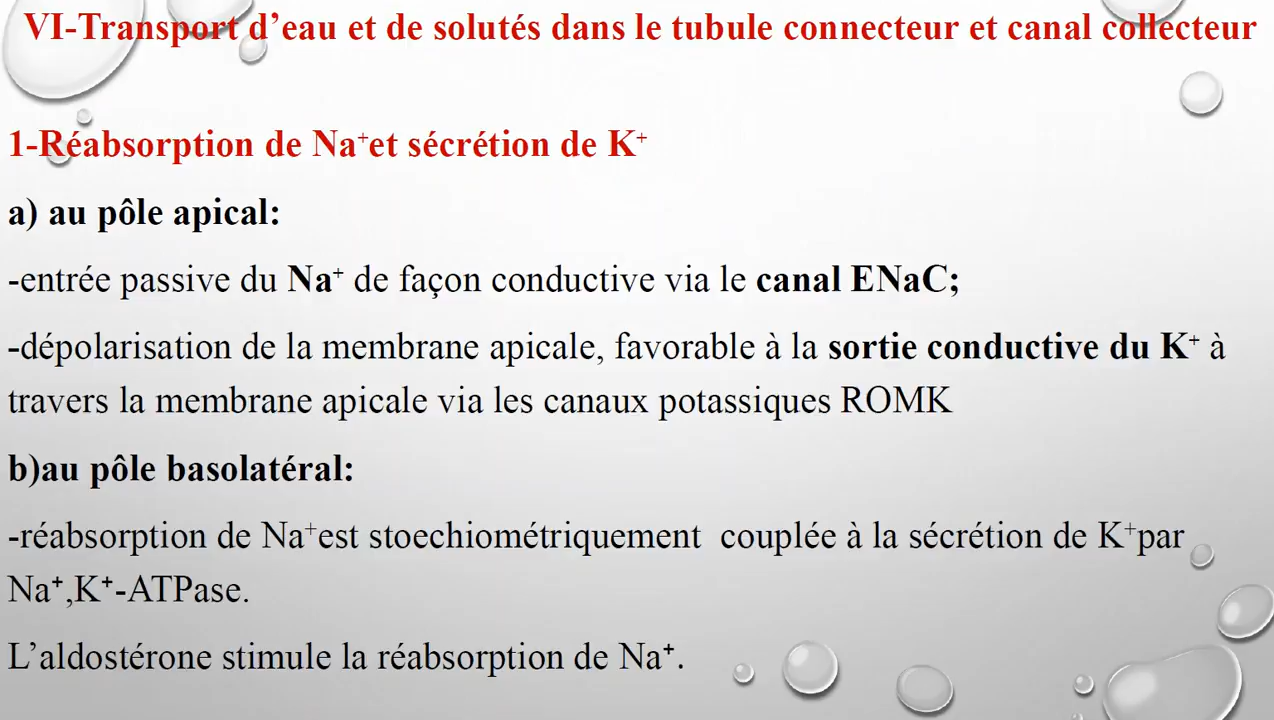 VI-Transport d’eau et de solutés dans le tubule connecteur et canal collecteur
1-Réabsorption de Na⁺et sécrétion de K⁺
a) au pôle apical:
-entrée passive du Na⁺ de façon conductive via le canal ENaC;
-dépolarisation de la membrane apicale, favorable à la sortie conductive du K⁺ à
travers la membrane apicale via les canaux potassiques ROMK
b)au pôle basolatéral:
-réabsorption de Na⁺est stoechiométriquement couplée à la sécrétion de K⁺par
Na⁺,K⁺-ATPase.
L’aldostérone stimule la réabsorption de Na⁺.